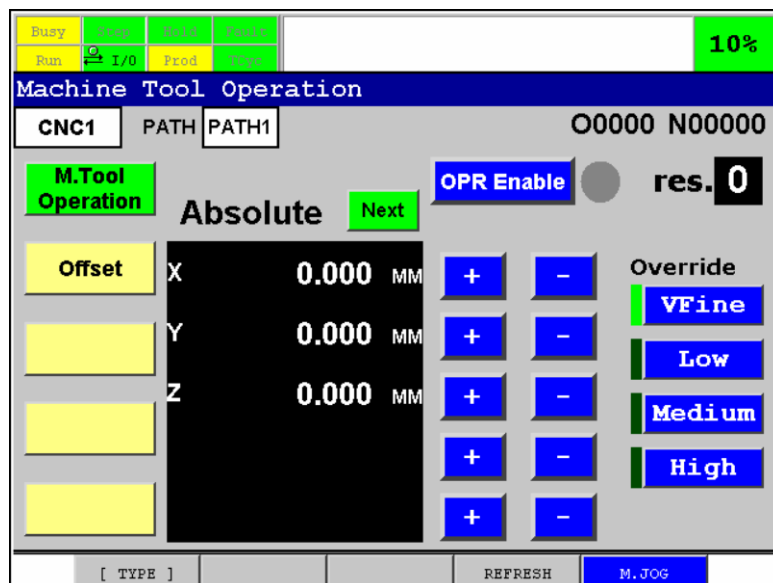 Busy Step Hold Fault
Run I/O Prod TCyc
10%
Machine Tool Operation
CNC1 PATH PATH1 O0000 N00000
M.Tool Operation
Absolute Next
OPR Enable res. 0
Offset
X 0.000 MM + -
Y 0.000 MM + -
Z 0.000 MM + -
+ -
+ -
Override
VFine
Low
Medium
High
[ TYPE ] REFRESH M.JOG